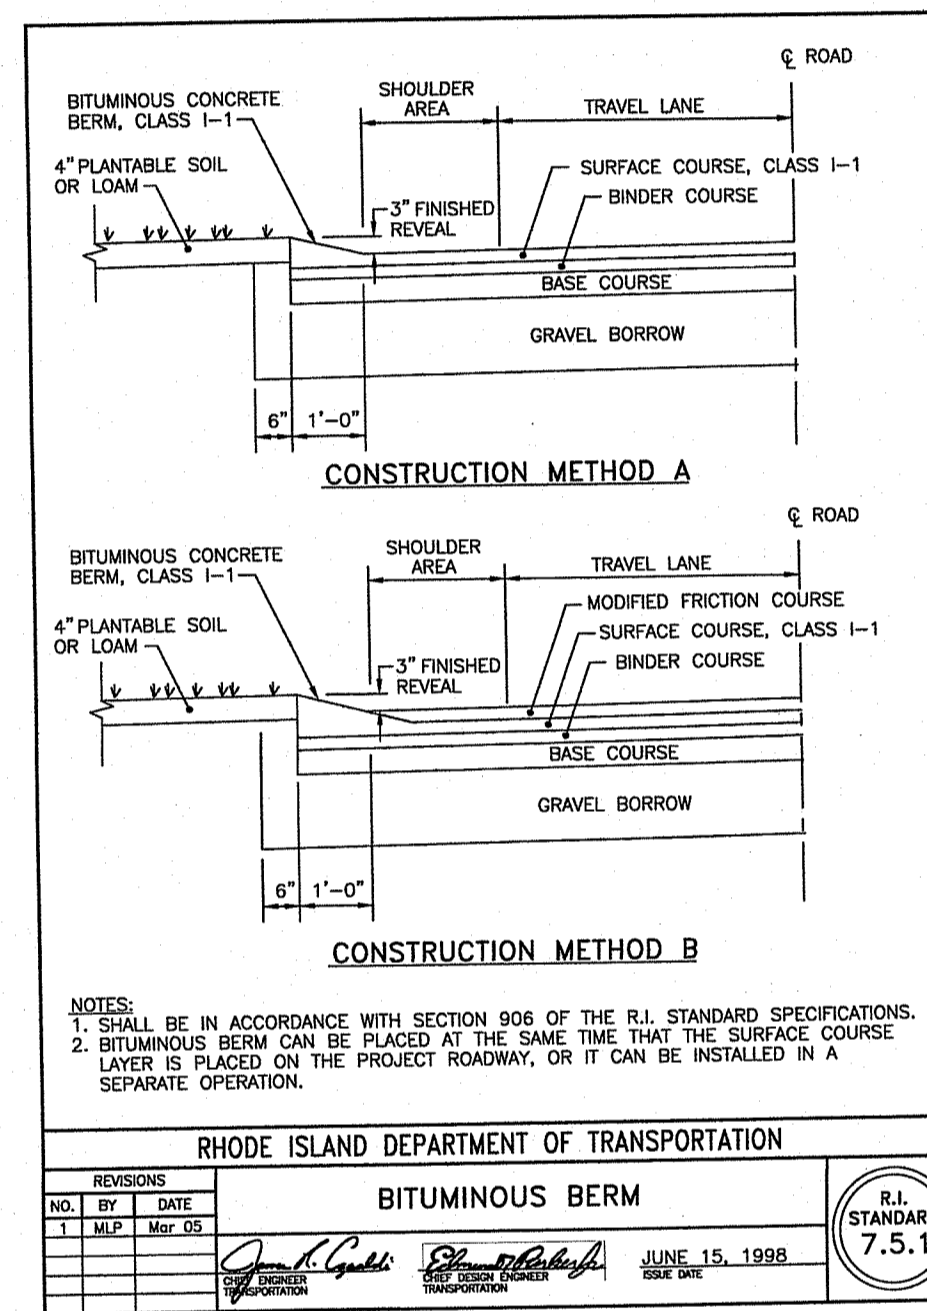 ℄ ROAD
SHOULDER
AREA
TRAVEL LANE
BITUMINOUS CONCRETE
BERM, CLASS I-1
4" PLANTABLE SOIL
OR LOAM
SURFACE COURSE, CLASS I-1
BINDER COURSE
3" FINISHED
REVEAL
BASE COURSE
GRAVEL BORROW
6" 1'-0"
CONSTRUCTION METHOD A
℄ ROAD
SHOULDER
AREA
TRAVEL LANE
BITUMINOUS CONCRETE
BERM, CLASS I-1
4" PLANTABLE SOIL
OR LOAM
MODIFIED FRICTION COURSE
SURFACE COURSE, CLASS I-1
BINDER COURSE
3" FINISHED
REVEAL
BASE COURSE
GRAVEL BORROW
6" 1'-0"
CONSTRUCTION METHOD B
NOTES:
1. SHALL BE IN ACCORDANCE WITH SECTION 906 OF THE R.I. STANDARD SPECIFICATIONS.
2. BITUMINOUS BERM CAN BE PLACED AT THE SAME TIME THAT THE SURFACE COURSE
LAYER IS PLACED ON THE PROJECT ROADWAY, OR IT CAN BE INSTALLED IN A
SEPARATE OPERATION.
RHODE ISLAND DEPARTMENT OF TRANSPORTATION
REVISIONS
NO. BY DATE
1 MLP Mar 05
BITUMINOUS BERM
CHIEF ENGINEER
TRANSPORTATION
CHIEF DESIGN ENGINEER
TRANSPORTATION
JUNE 15, 1998
ISSUE DATE
R.I.
STANDAR
7.5.1